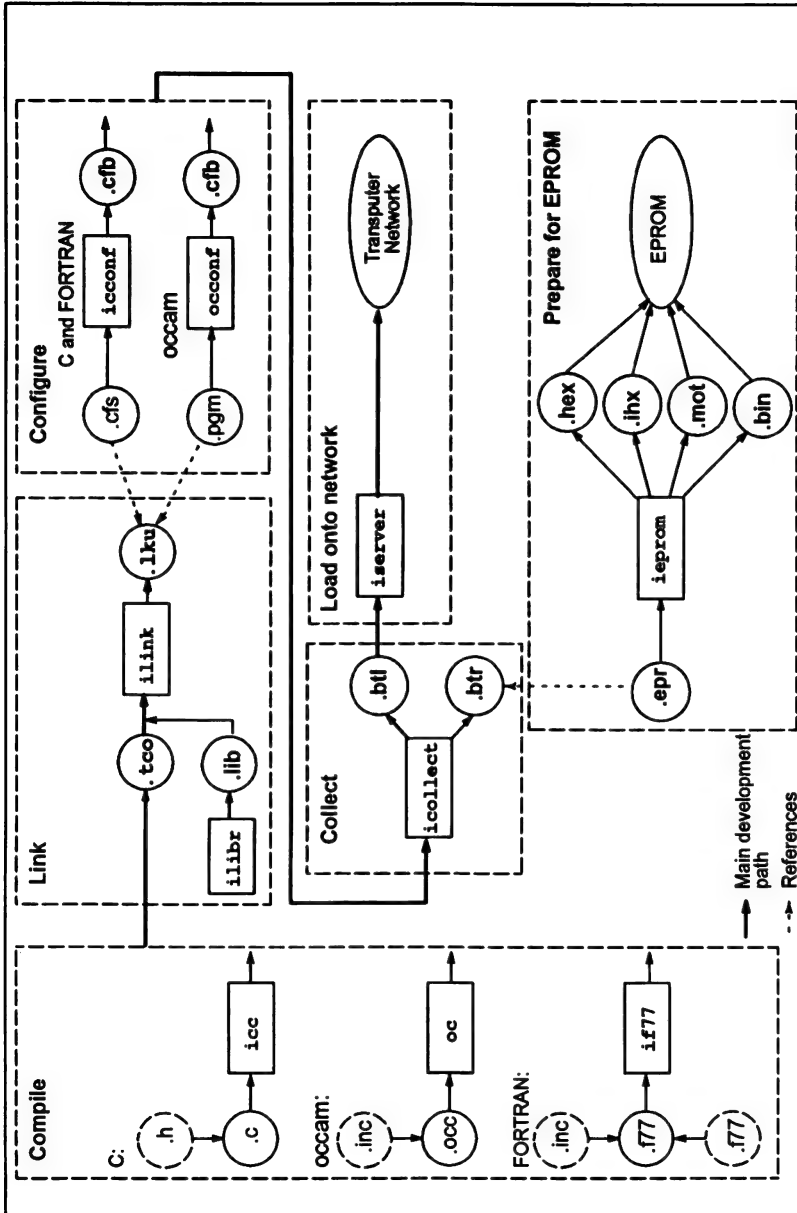 Compile
C:
.h
.c
icc
occam:
.inc
.occ
oc
FORTRAN:
.inc
.f77
.f77
if77
Link
.tco
ilink
.lku
ilibr
.lib
Configure
C and FORTRAN
.cfs
icconf
.cfb
occam
.pgm
occonf
.cfb
Collect
icollect
.btl
.btr
Load onto network
iserver
Transputer
Network
Prepare for EPROM
.epr
ieprom
.hex
.ihx
.mot
.bin
EPROM
Main development
path
References